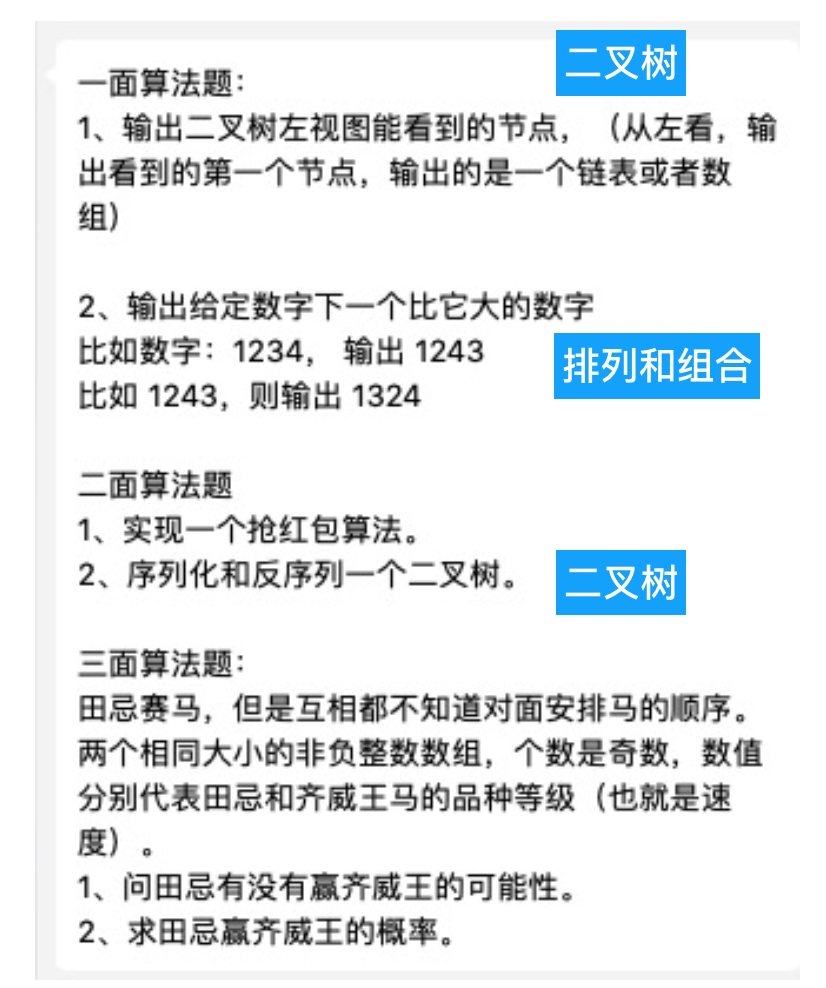 二叉树
一面算法题：
1、输出二叉树左视图能看到的节点，（从左看，输
出看到的第一个节点，输出的是一个链表或者数
组）
2、输出给定数字下一个比它大的数字
比如数字：1234， 输出 1243
排列和组合
比如 1243，则输出 1324
二面算法题
1、实现一个抢红包算法。
2、序列化和反序列一个二叉树。
二叉树
三面算法题：
田忌赛马，但是互相都不知道对面安排马的顺序。
两个相同大小的非负整数数组，个数是奇数，数值
分别代表田忌和齐威王马的品种等级（也就是速
度）。
1、问田忌有没有赢齐威王的可能性。
2、求田忌赢齐威王的概率。